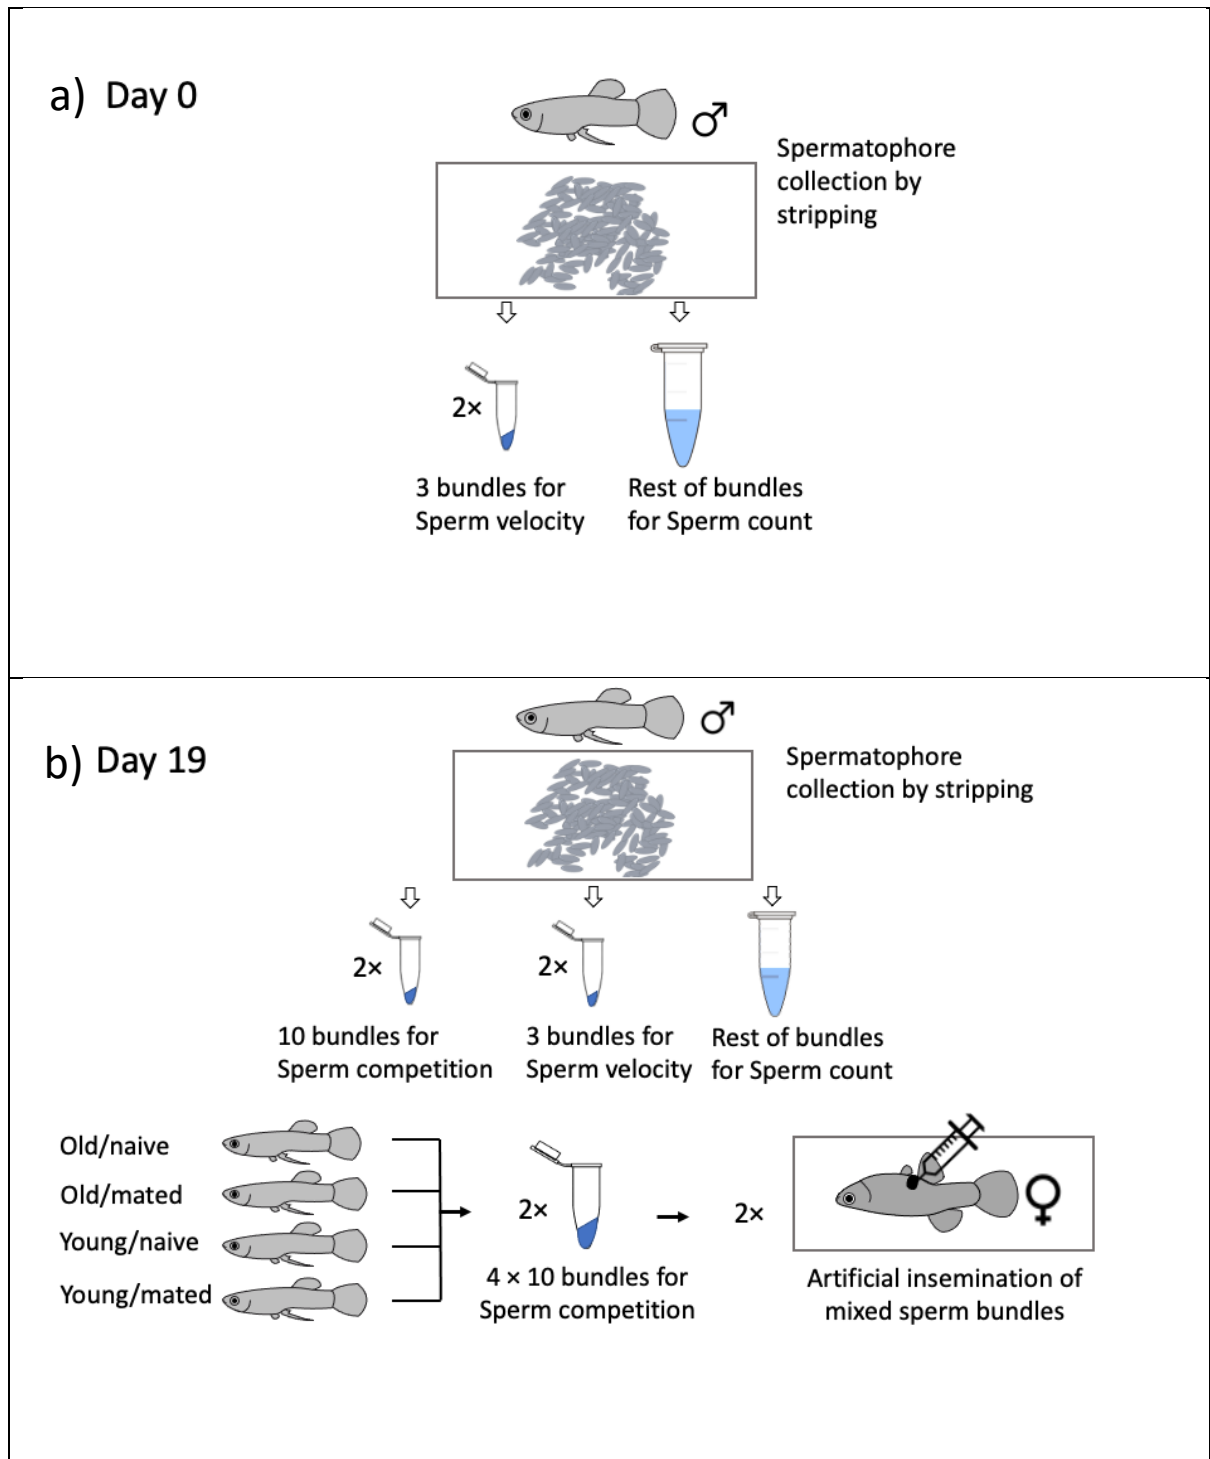 a) Day 0
♂
Spermatophore
collection by
stripping
2×
3 bundles for
Sperm velocity
Rest of bundles
for Sperm count
b) Day 19
♂
Spermatophore
collection by stripping
2×
10 bundles for
Sperm competition
2×
3 bundles for
Sperm velocity
Rest of bundles
for Sperm count
Old/naive
Old/mated
Young/naive
Young/mated
2×
4 × 10 bundles for
Sperm competition
2×
♀
Artificial insemination of
mixed sperm bundles